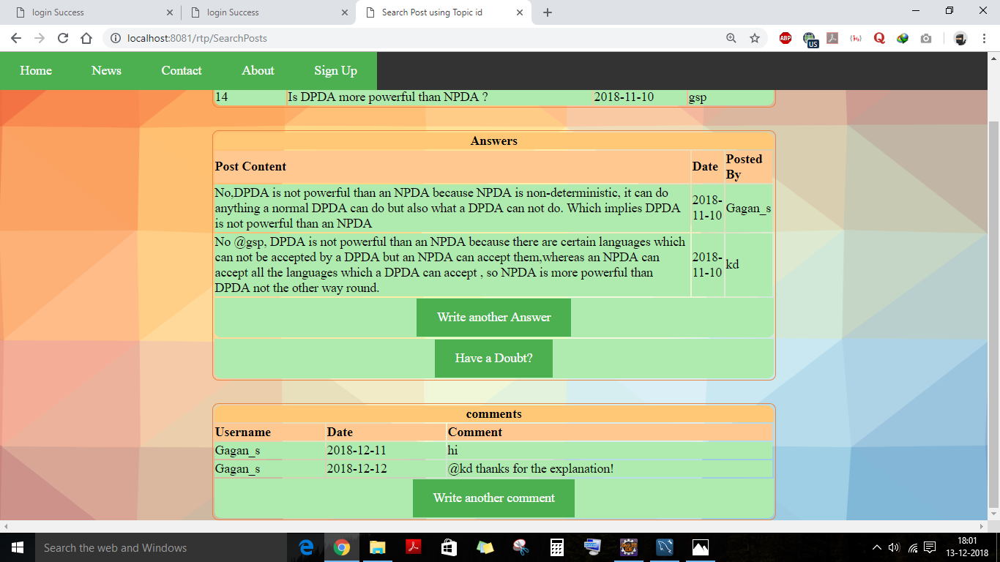 login Success
login Success
Search Post using Topic id
localhost:8081/rtp/SearchPosts
ABP
US
Home News Contact About Sign Up
14 Is DPDA more powerful than NPDA ? 2018-11-10 gsp
Answers
Post Content Date Posted By
No,DPDA is not powerful than an NPDA because NPDA is non-deterministic, it can do
anything a normal DPDA can do but also what a DPDA can not do. Which implies DPDA
is not powerful than an NPDA
2018-
11-10
Gagan_s
No @gsp, DPDA is not powerful than an NPDA because there are certain languages which
can not be accepted by a DPDA but an NPDA can accept them,whereas an NPDA can
accept all the languages which a DPDA can accept , so NPDA is more powerful than
DPDA not the other way round.
2018-
11-10
kd
Write another Answer
Have a Doubt?
comments
Username Date Comment
Gagan_s 2018-12-11 hi
Gagan_s 2018-12-12 @kd thanks for the explanation!
Write another comment
Search the web and Windows
18:01
13-12-2018